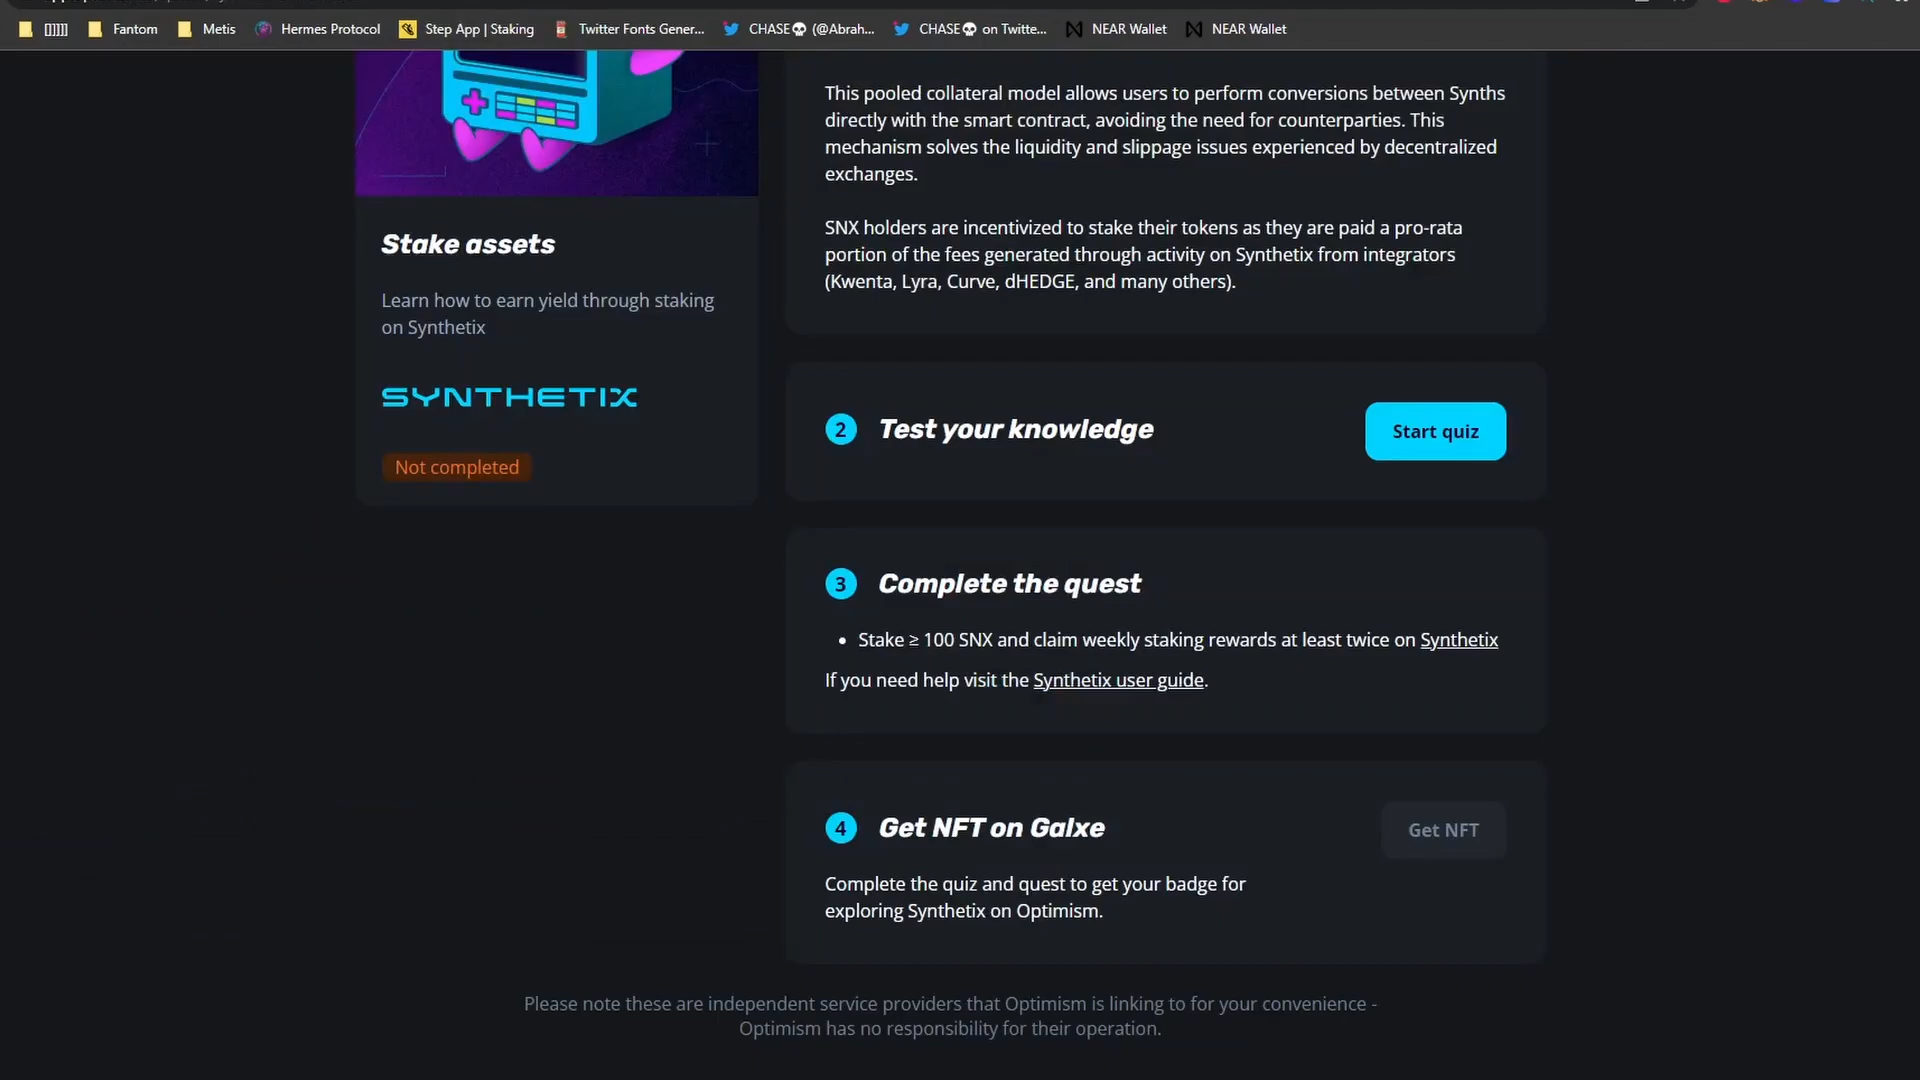 Fantom
Metis
Hermes Protocol
Step App | Staking
Twitter Fonts Gener...
CHASE💀 (@Abrah...
CHASE💀 on Twitte...
NEAR Wallet
NEAR Wallet
Stake assets
Learn how to earn yield through staking
on Synthetix
SYNTHETIX
Not completed
This pooled collateral model allows users to perform conversions between Synths
directly with the smart contract, avoiding the need for counterparties. This
mechanism solves the liquidity and slippage issues experienced by decentralized
exchanges.
SNX holders are incentivized to stake their tokens as they are paid a pro-rata
portion of the fees generated through activity on Synthetix from integrators
(Kwenta, Lyra, Curve, dHEDGE, and many others).
2 Test your knowledge
Start quiz
3 Complete the quest
• Stake ≥ 100 SNX and claim weekly staking rewards at least twice on Synthetix
If you need help visit the Synthetix user guide.
4 Get NFT on Galxe
Get NFT
Complete the quiz and quest to get your badge for
exploring Synthetix on Optimism.
Please note these are independent service providers that Optimism is linking to for your convenience -
Optimism has no responsibility for their operation.